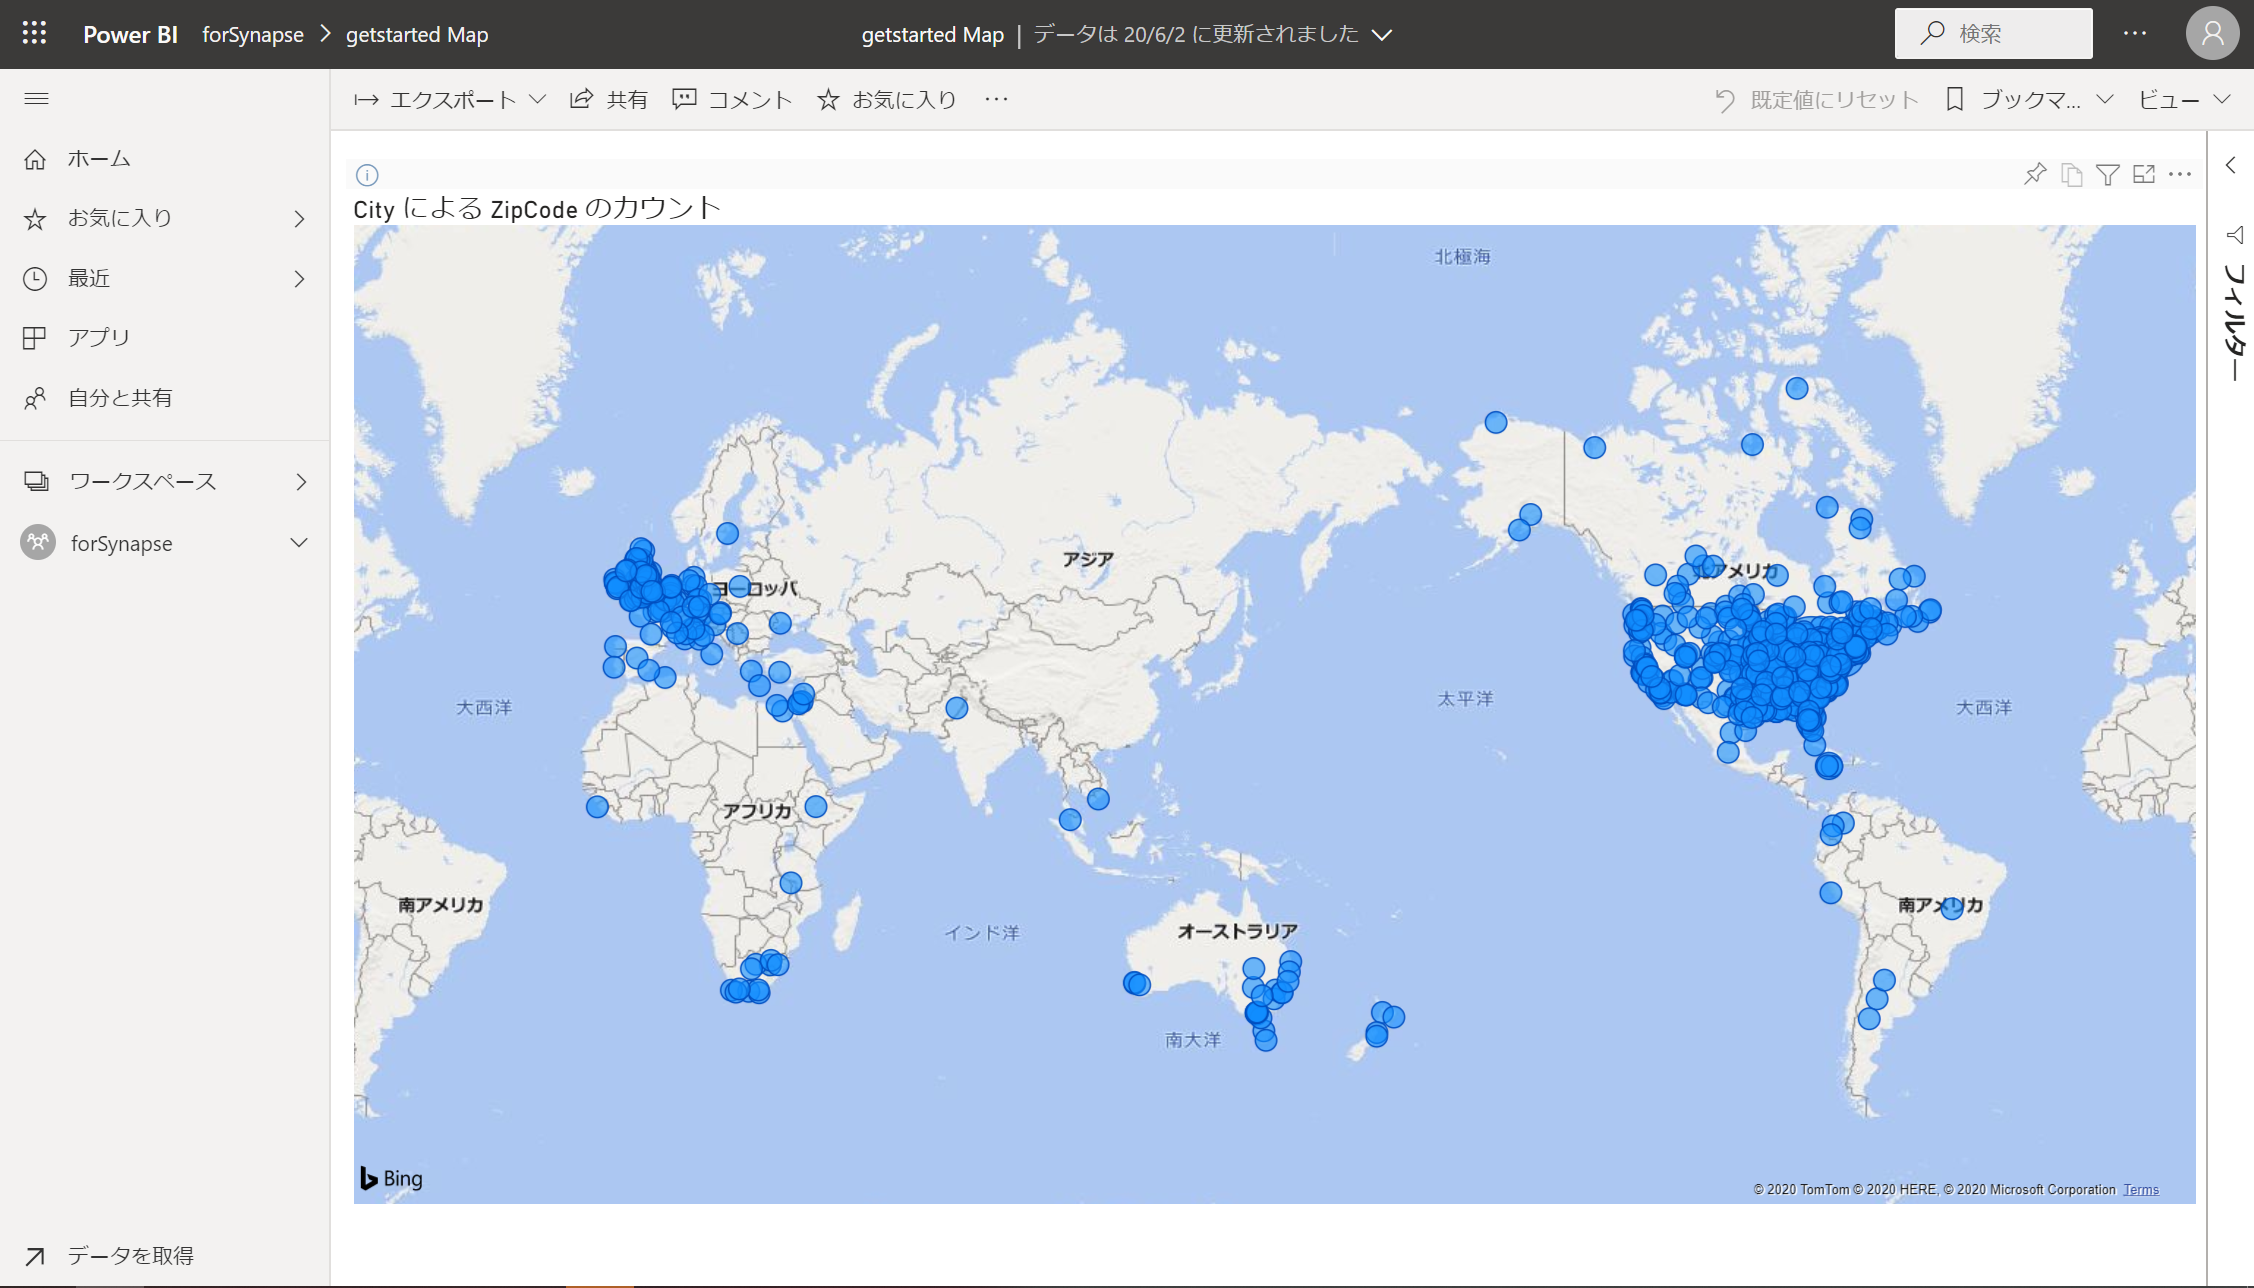 Power BI forSynapse getstarted Map
getstarted Map | データは 20/6/2 に更新されました
検索
エクスポート 共有 コメント お気に入り ...
既定値にリセット ブックマ... ビュー
ホーム
お気に入り
最近
アプリ
自分と共有
ワークスペース
forSynapse
データを取得
City による ZipCode のカウント
北極海
アジア
ヨーロッパ
北アメリカ
大西洋
太平洋
大西洋
アフリカ
南アメリカ
インド洋
オーストラリア
南アメリカ
南大洋
Bing
© 2020 TomTom © 2020 HERE, © 2020 Microsoft Corporation Terms
フィルター